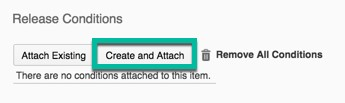 Release Conditions
Attach Existing Create and Attach Remove All Conditions
There are no conditions attached to this item.